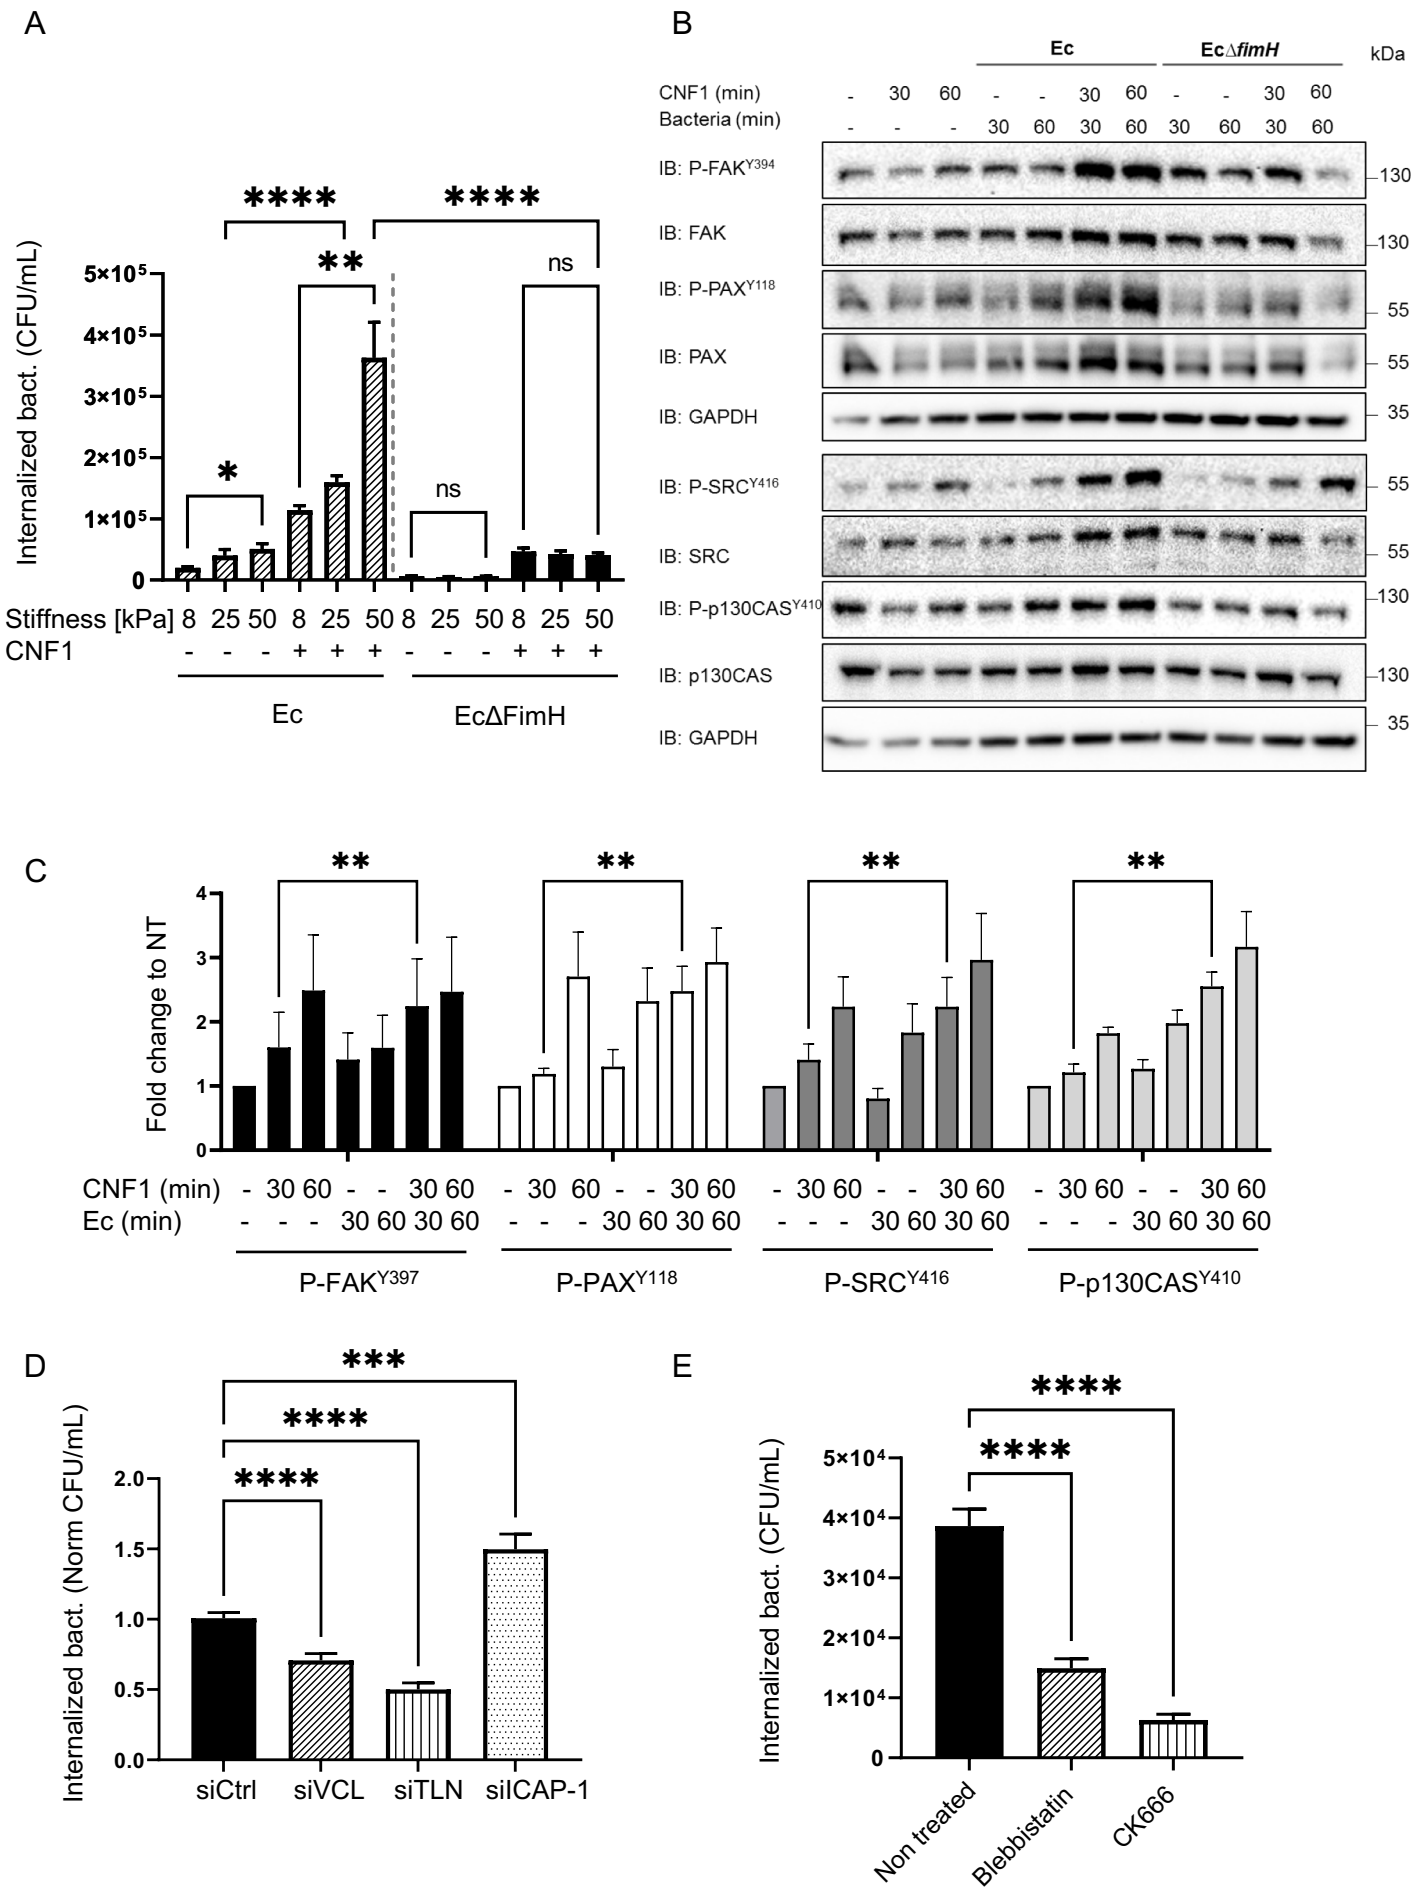 A
****
****
**
ns
*
ns
Internalized bact. (CFU/mL)
5×10⁵
4×10⁵
3×10⁵
2×10⁵
1×10⁵
0
Stiffness [kPa] 8 25 50 8 25 50 8 25 50 8 25 50
CNF1 - - - + + + - - - + + +
Ec EcΔFimH
B
Ec EcΔfimH kDa
CNF1 (min) - 30 60 - - 30 60 - - 30 60
Bacteria (min) - - - 30 60 30 60 30 60 30 60
IB: P-FAKY394 130
IB: FAK 130
IB: P-PAXY118 55
IB: PAX 55
IB: GAPDH 35
IB: P-SRCY416 55
IB: SRC 55
IB: P-p130CASY410 130
IB: p130CAS 130
IB: GAPDH 35
C
** ** ** **
Fold change to NT
4
3
2
1
0
CNF1 (min) - 30 60 - - 30 60 - 30 60 - - 30 60 - 30 60 - - 30 60 - 30 60 - - 30 60
Ec (min) - - - 30 60 30 60 - - - 30 60 30 60 - - - 30 60 30 60 - - - 30 60 30 60
P-FAKY397 P-PAXY118 P-SRCY416 P-p130CASY410
D
***
****
****
Internalized bact. (Norm CFU/mL)
2.0
1.5
1.0
0.5
0.0
siCtrl siVCL siTLN siICAP-1
E
****
****
Internalized bact. (CFU/mL)
5×10⁴
4×10⁴
3×10⁴
2×10⁴
1×10⁴
0
Non treated
Blebbistatin
CK666